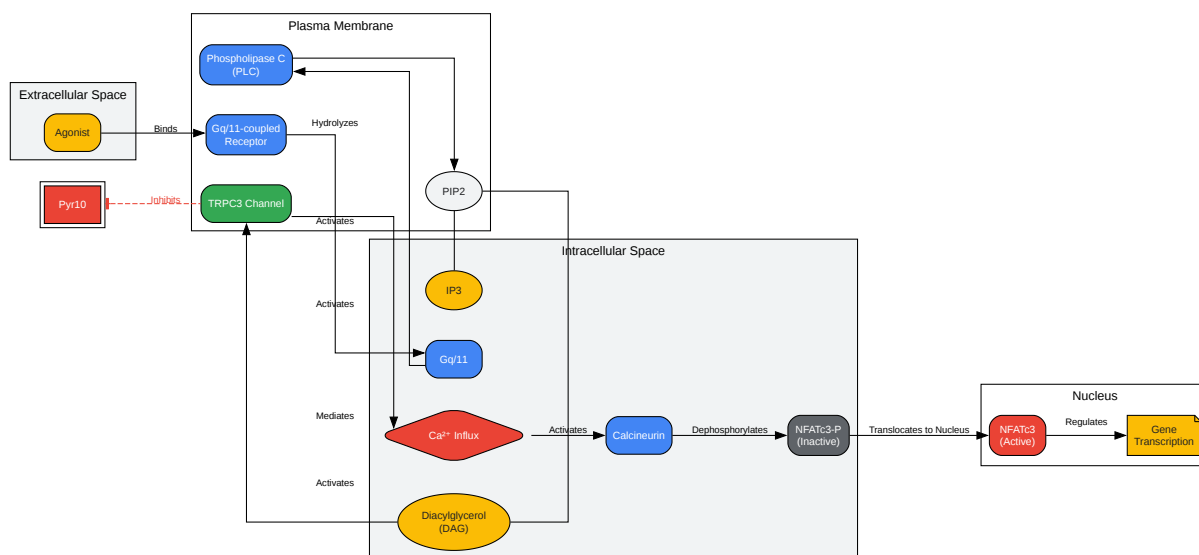 Plasma Membrane
Phospholipase C
(PLC)
Extracellular Space
Agonist
Binds
Gq/11-coupled
Receptor
Hydrolyzes
Pyr10
Inhibits
TRPC3 Channel
Activates
PIP2
Intracellular Space
IP3
Activates
Gq/11
Mediates
Ca²⁺ Influx
Activates
Calcineurin
Dephosphorylates
NFATc3-P
(Inactive)
Translocates to Nucleus
Nucleus
NFATc3
(Active)
Regulates
Gene
Transcription
Activates
Diacylglycerol
(DAG)